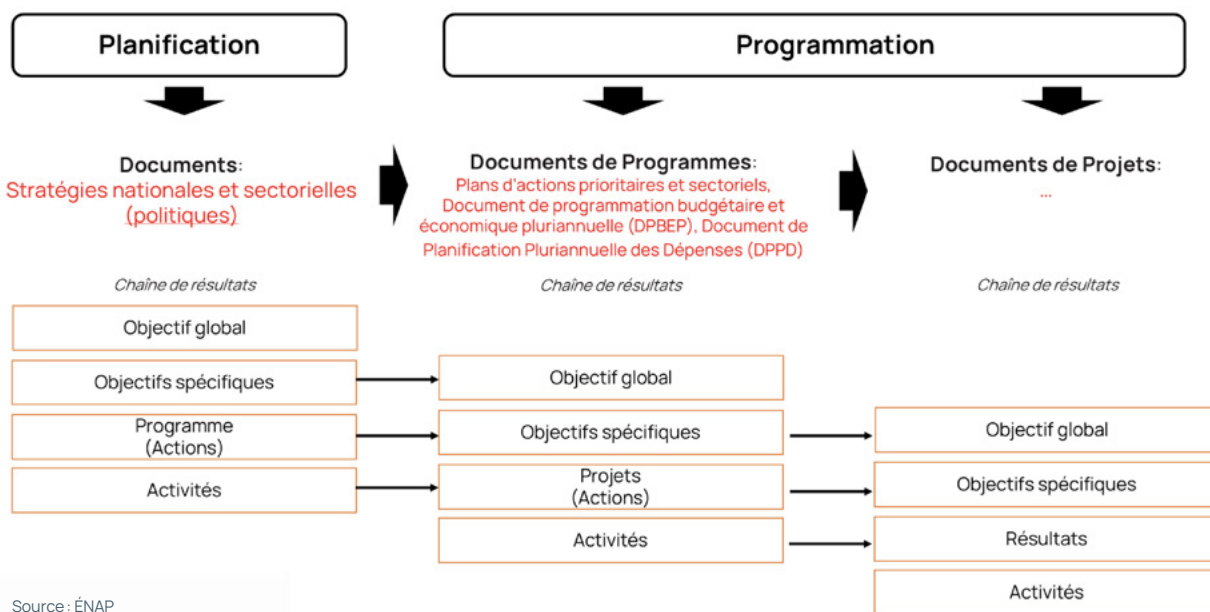 Planification
Programmation
Documents:
Stratégies nationales et sectorielles
(politiques)
Documents de Programmes:
Plans d'actions prioritaires et sectoriels,
Document de programmation budgétaire et
économique pluriannuelle (DPBEP), Document de
Planification Pluriannuelle des Dépenses (DPPD)
Documents de Projets:
...
Chaîne de résultats
Chaîne de résultats
Chaîne de résultats
Objectif global
Objectifs spécifiques
Programme
(Actions)
Activités
Objectif global
Objectifs spécifiques
Projets
(Actions)
Activités
Objectif global
Objectifs spécifiques
Résultats
Activités
Source : ÉNAP